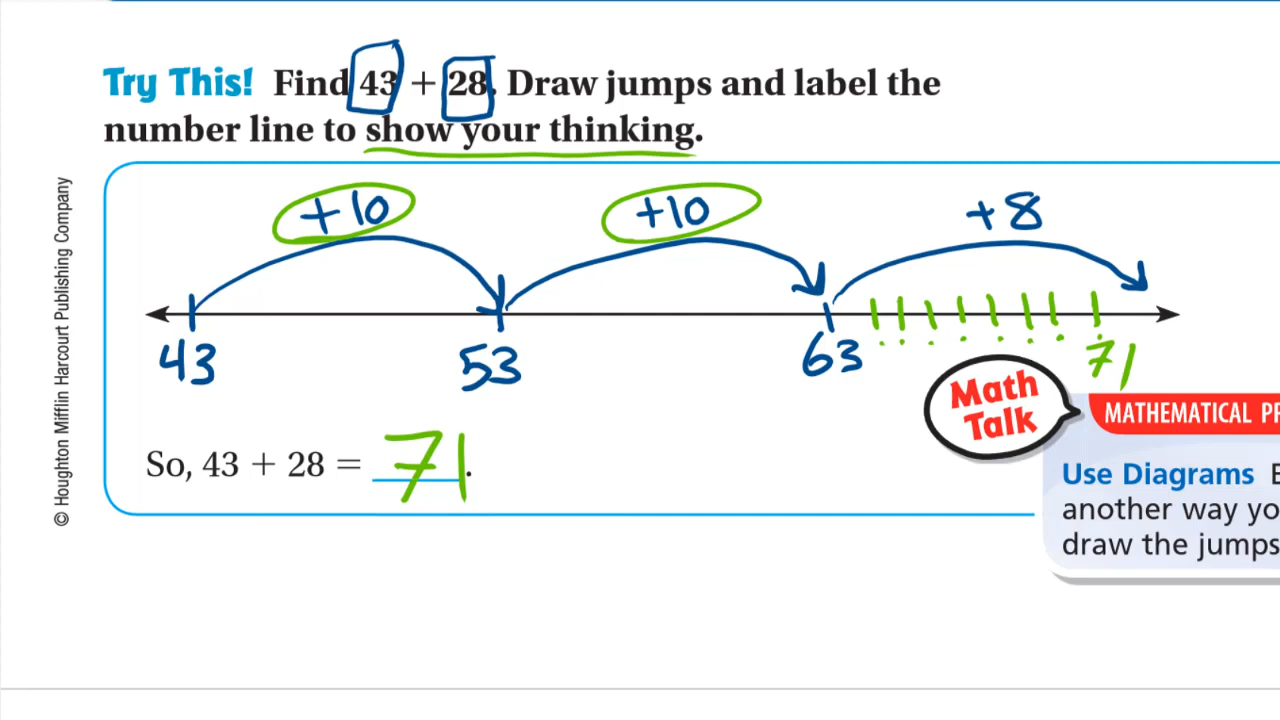 Try This! Find 43 + 28. Draw jumps and label the
number line to show your thinking.
+10 +10 +8
43 53 63 71
So, 43 + 28 = 71.
Math
Talk
MATHEMATICAL
Use Diagrams
another way
draw the jumps
© Houghton Mifflin Harcourt Publishing Company